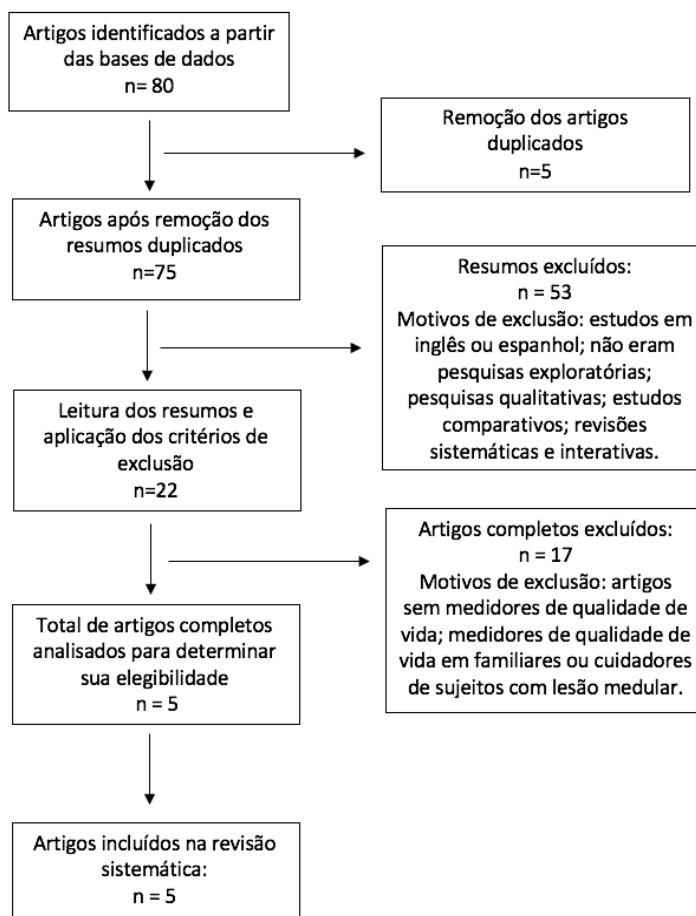 Artigos identificados a partir
das bases de dados
n= 80
Remoção dos artigos
duplicados
n=5
Artigos após remoção dos
resumos duplicados
n=75
Resumos excluídos:
n = 53
Motivos de exclusão: estudos em
inglês ou espanhol; não eram
pesquisas exploratórias;
pesquisas qualitativas; estudos
comparativos; revisões
sistemáticas e interativas.
Leitura dos resumos e
aplicação dos critérios de
exclusão
n=22
Artigos completos excluídos:
n = 17
Motivos de exclusão: artigos
sem medidores de qualidade de
vida; medidores de qualidade de
vida em familiares ou cuidadores
de sujeitos com lesão medular.
Total de artigos completos
analisados para determinar
sua elegibilidade
n = 5
Artigos incluídos na revisão
sistemática:
n = 5